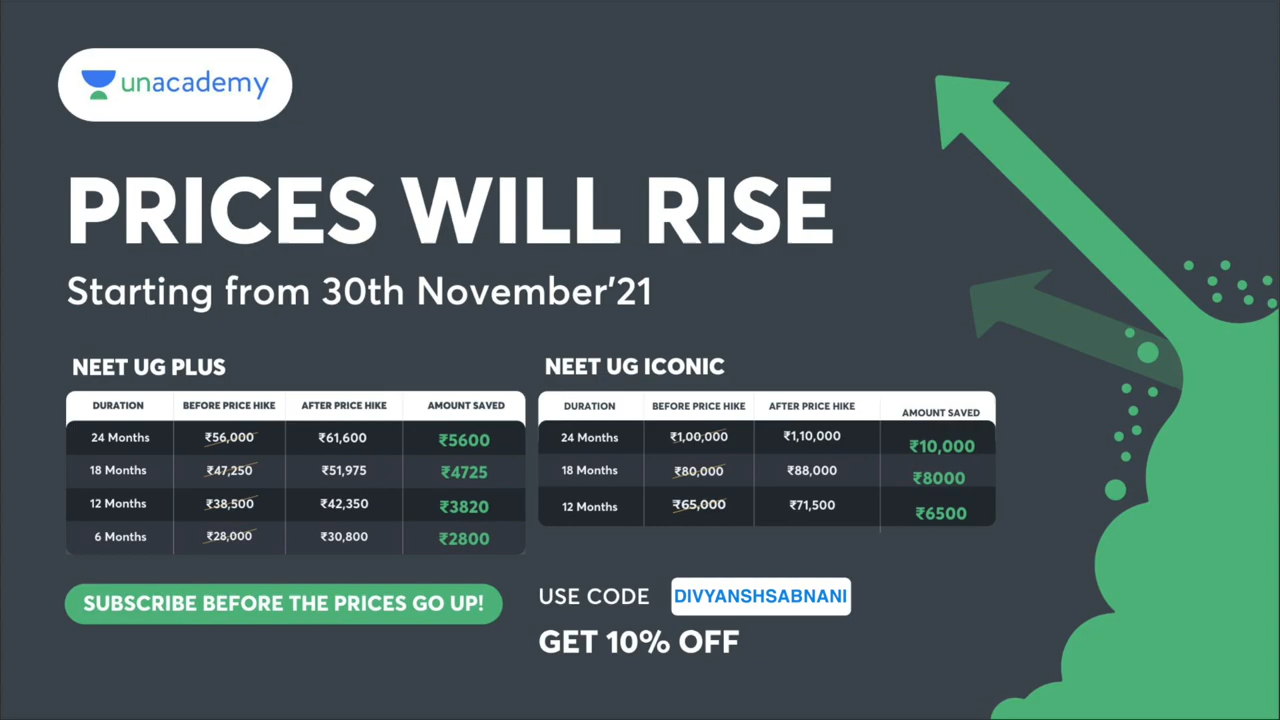 unacademy
PRICES WILL RISE
Starting from 30th November'21
NEET UG PLUS
DURATION BEFORE PRICE HIKE AFTER PRICE HIKE AMOUNT SAVED
24 Months ₹56,000 ₹61,600 ₹5600
18 Months ₹47,250 ₹51,975 ₹4725
12 Months ₹38,500 ₹42,350 ₹3820
6 Months ₹28,000 ₹30,800 ₹2800
NEET UG ICONIC
DURATION BEFORE PRICE HIKE AFTER PRICE HIKE AMOUNT SAVED
24 Months ₹1,00,000 ₹1,10,000 ₹10,000
18 Months ₹80,000 ₹88,000 ₹8000
12 Months ₹65,000 ₹71,500 ₹6500
SUBSCRIBE BEFORE THE PRICES GO UP!
USE CODE DIVYANSHSABNANI
GET 10% OFF